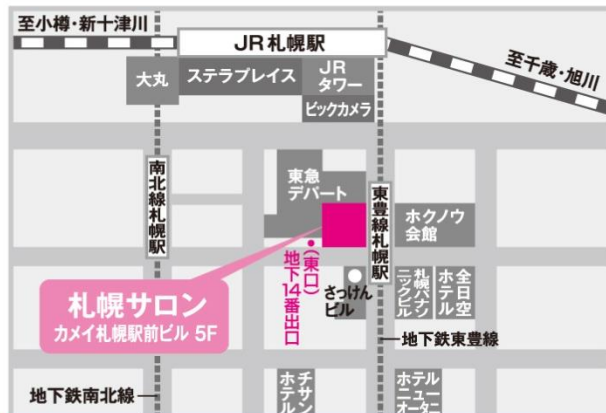 至小樽・新十津川
JR札幌駅
至千歳・旭川
大丸
ステラプレイス
JR
タワー
ビックカメラ
南北線札幌駅
東急
デパート
東豊線札幌駅
ホクノウ
会館
(東口)
地下14番出口
さっけん
ビル
札幌パナソ
ニックビル
全日空
ホテル
札幌サロン
カメイ札幌駅前ビル 5F
地下鉄東豊線
地下鉄南北線
チサン
ホテル
ホテル
ニュー
オータニ